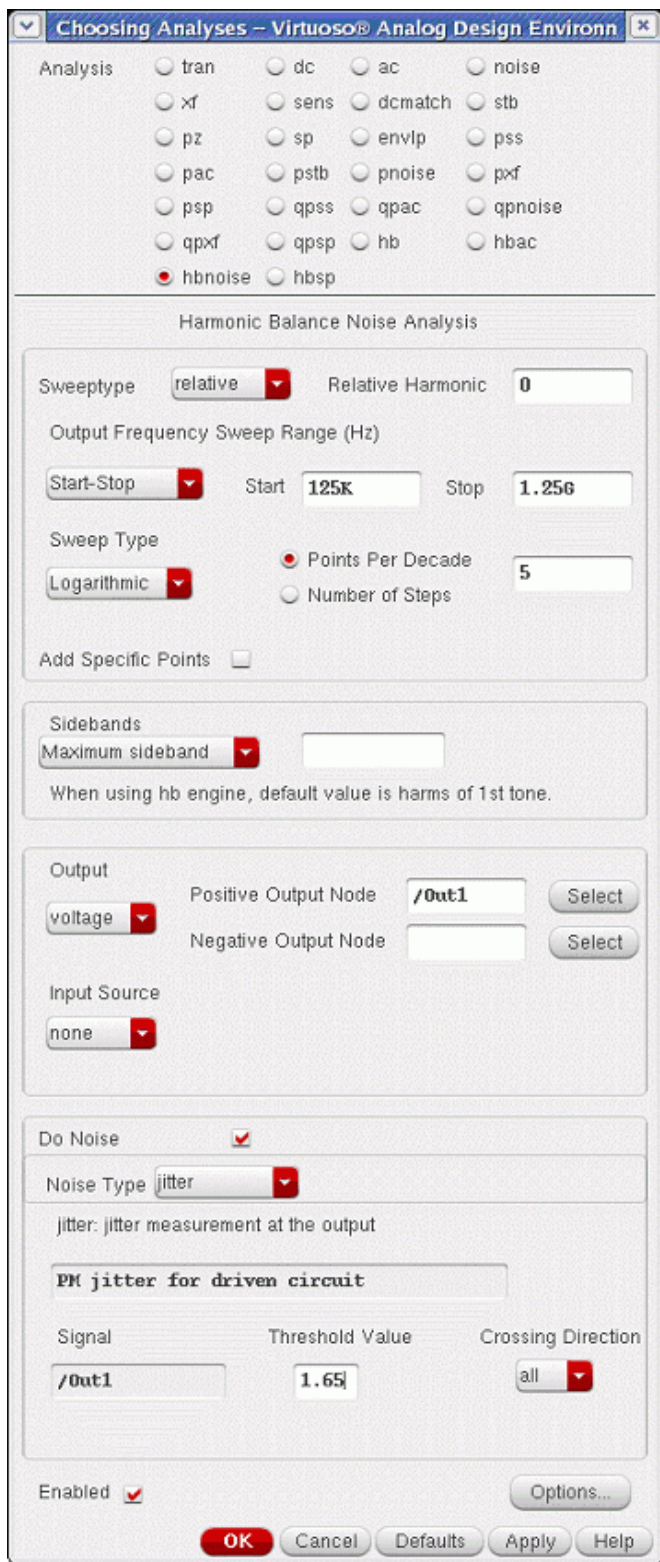 Choosing Analyses – Virtuoso® Analog Design Environn
Analysis tran dc ac noise
xf sens dcmatch stb
pz sp envlp pss
pac pstb pnoise pxf
psp qpss qpac qpnoise
qpxf qpsp hb hbac
hbnoise hbsp
Harmonic Balance Noise Analysis
Sweeptype relative Relative Harmonic 0
Output Frequency Sweep Range (Hz)
Start-Stop Start 125K Stop 1.25G
Sweep Type
Logarithmic Points Per Decade 5
Number of Steps
Add Specific Points
Sidebands
Maximum sideband
When using hb engine, default value is harms of 1st tone.
Output
voltage Positive Output Node /Out1 Select
Negative Output Node Select
Input Source
none
Do Noise
Noise Type jitter
jitter: jitter measurement at the output
PM jitter for driven circuit
Signal Threshold Value Crossing Direction
/Out1 1.65 all
Enabled Options...
OK Cancel Defaults Apply Help